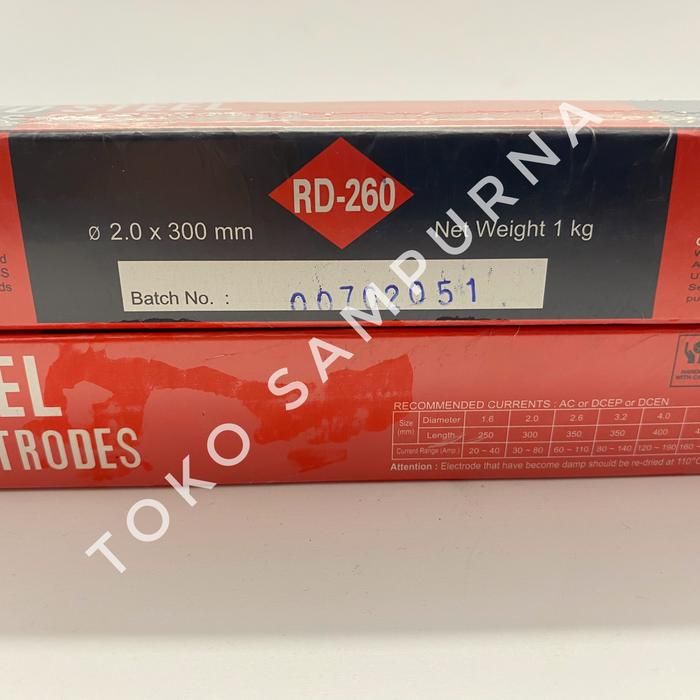 STEEL
RD-260
ø 2.0 x 300 mm
Net Weight 1 kg
Batch No. : 00702051
TOKO SAMPURNA
RECOMMENDED CURRENTS : AC or DCEP or DCEN
Size (mm) Diameter 1.6 2.0 2.6 3.2 4.0
Length 250 300 350 350 400
Current Range (Amp.) 20 ~ 40 30 ~ 80 60 ~ 110 80 ~ 140 120 ~ 190 160 ~
Attention : Electrode that have become damp should be re-dried at 110°C